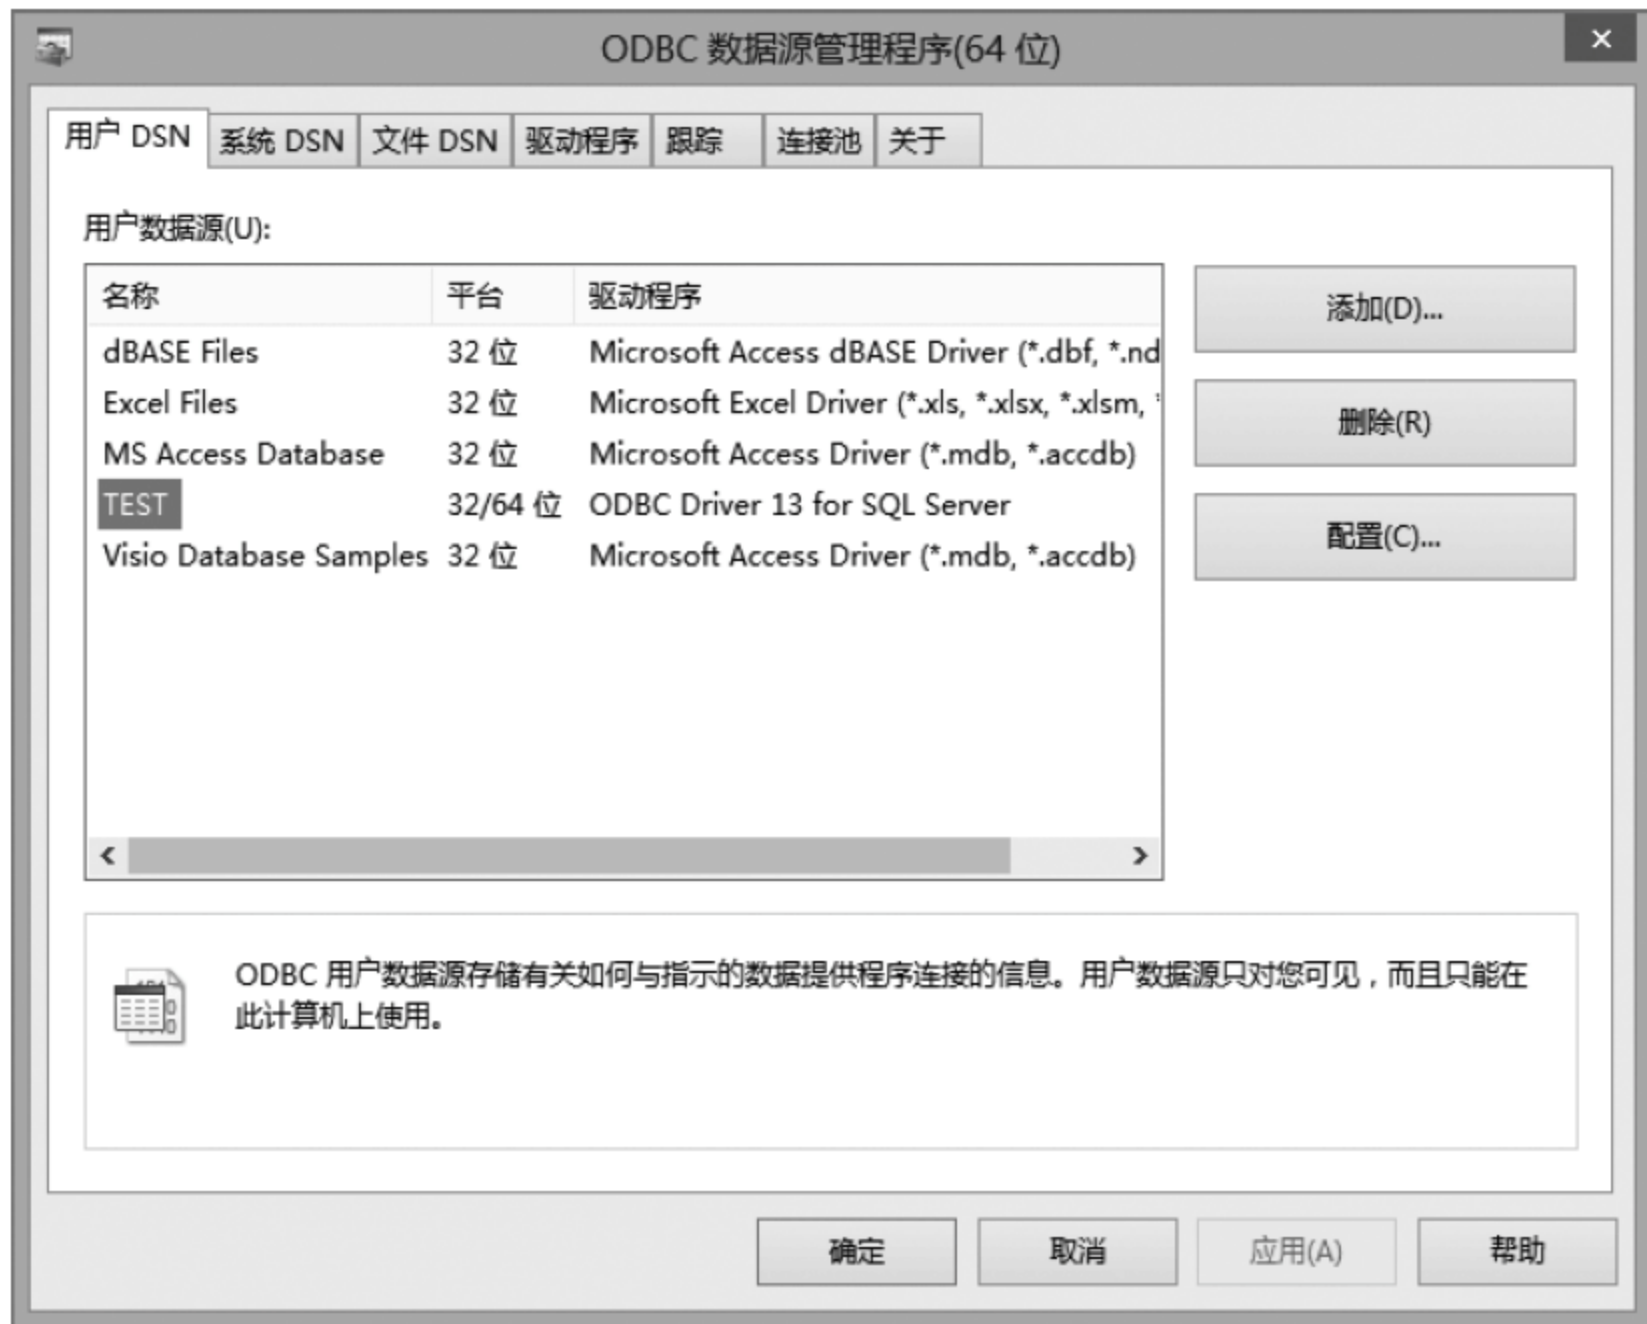 ODBC 数据源管理程序(64 位)
用户 DSN 系统 DSN 文件 DSN 驱动程序 跟踪 连接池 关于
用户数据源(U):
名称 平台 驱动程序
dBASE Files 32 位 Microsoft Access dBASE Driver (*.dbf, *.nd
Excel Files 32 位 Microsoft Excel Driver (*.xls, *.xlsx, *.xlsm, *
MS Access Database 32 位 Microsoft Access Driver (*.mdb, *.accdb)
TEST 32/64 位 ODBC Driver 13 for SQL Server
Visio Database Samples 32 位 Microsoft Access Driver (*.mdb, *.accdb)
添加(D)...
删除(R)
配置(C)...
ODBC 用户数据源存储有关如何与指示的数据提供程序连接的信息。用户数据源只对您可见，而且只能在
此计算机上使用。
确定 取消 应用(A) 帮助